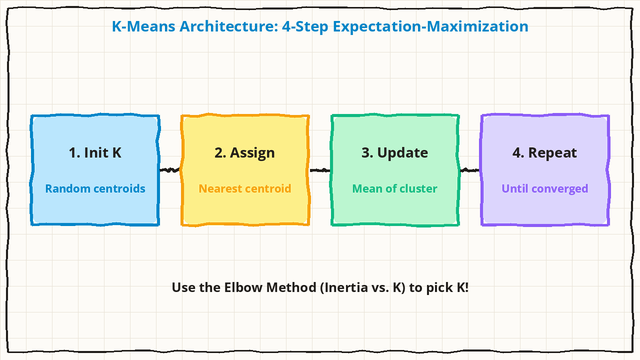 K-Means Architecture: 4-Step Expectation-Maximization
1. Init K
Random centroids
2. Assign
Nearest centroid
3. Update
Mean of cluster
4. Repeat
Until converged
Use the Elbow Method (Inertia vs. K) to pick K!